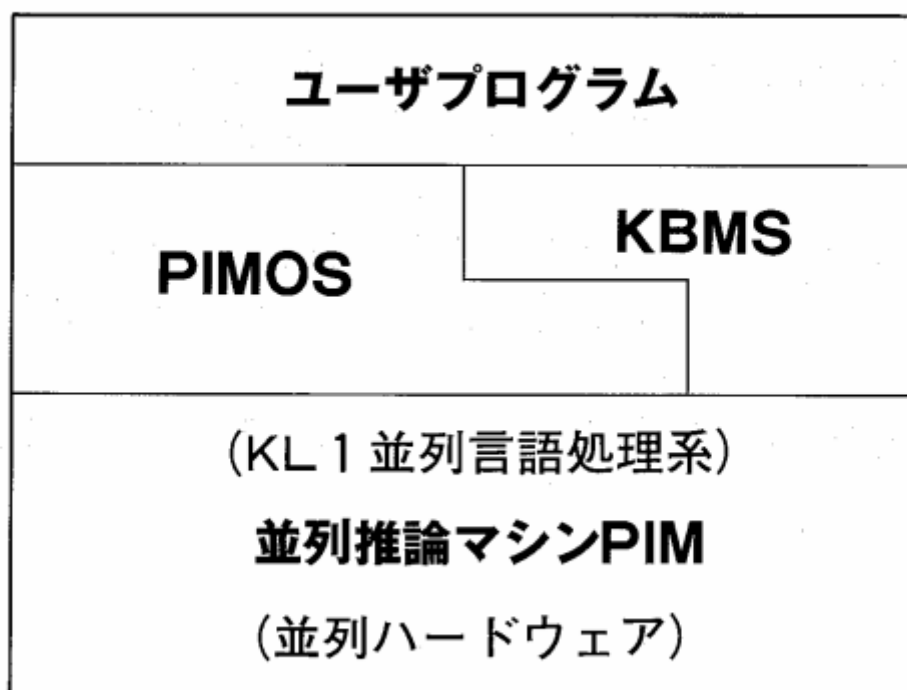 ユーザプログラム
PIMOS
KBMS
(KL1並列言語処理系)
並列推論マシンPIM
(並列ハードウェア)